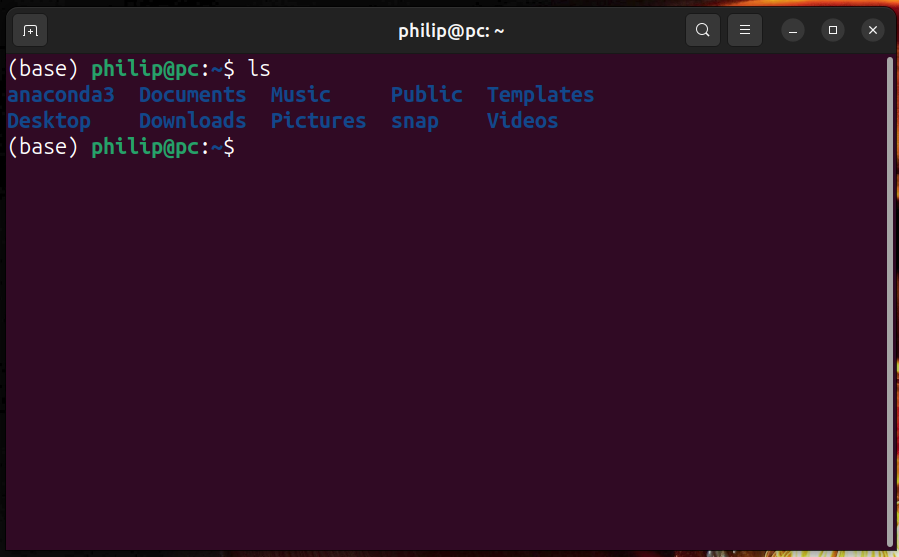 philip@pc: ~
(base) philip@pc:~$ ls
anaconda3  Documents  Music     Public  Templates
Desktop    Downloads  Pictures  snap    Videos
(base) philip@pc:~$